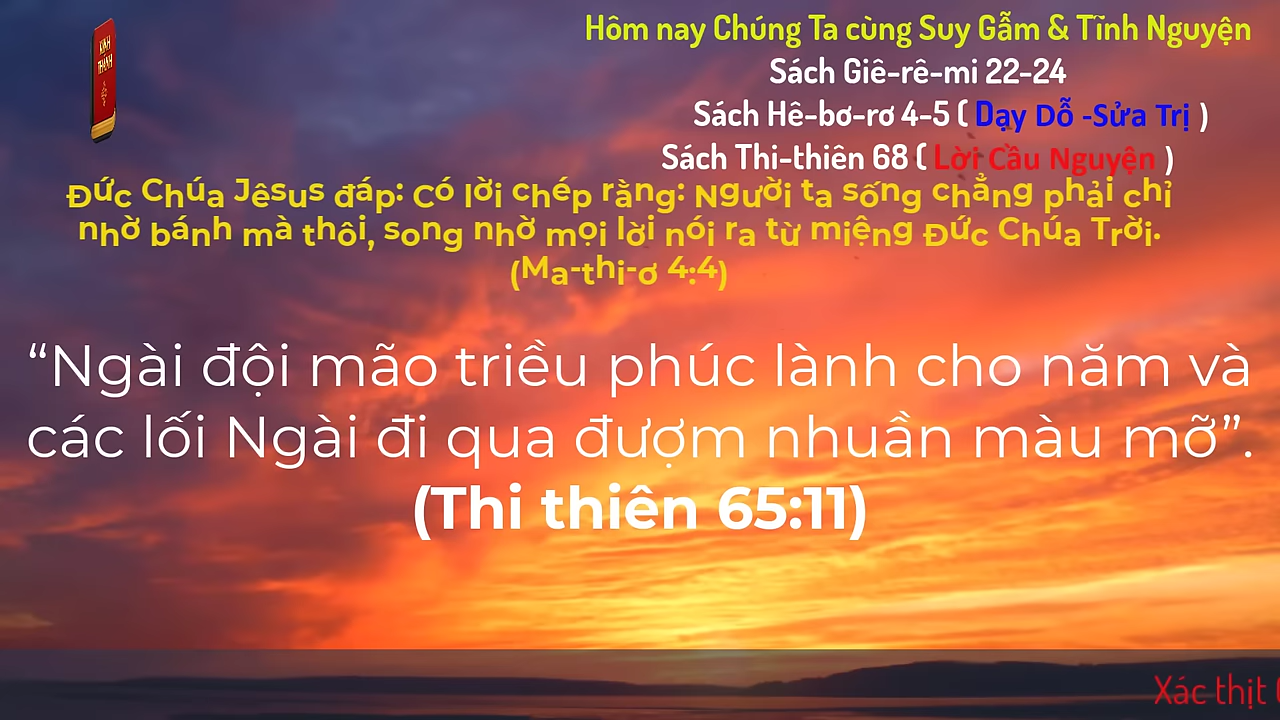 KINH
THÁNH
Hôm nay Chúng Ta cùng Suy Gẫm & Tĩnh Nguyện
Sách Giê-rê-mi 22-24
Sách Hê-bơ-rơ 4-5 ( Dạy Dỗ -Sửa Trị )
Sách Thi-thiên 68 ( Lời Cầu Nguyện )
Đức Chúa Jêsus đáp: Có lời chép rằng: Người ta sống chẳng phải chỉ
nhờ bánh mà thôi, song nhờ mọi lời nói ra từ miệng Đức Chúa Trời.
(Ma-thi-ơ 4:4)
“Ngài đội mão triều phúc lành cho năm và
các lối Ngài đi qua đượm nhuần màu mỡ”.
(Thi thiên 65:11)
Xác thịt